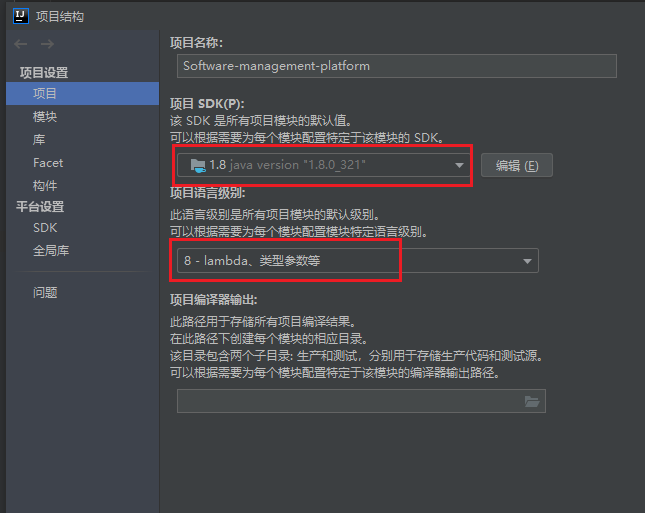 项目结构
项目设置
项目
模块
库
Facet
构件
平台设置
SDK
全局库
问题
项目名称:
Software-management-platform
项目 SDK(P):
该 SDK 是所有项目模块的默认值。
可以根据需要为每个模块配置特定于该模块的 SDK。
1.8 java version "1.8.0_321"
编辑 (E)
项目语言级别:
此语言级别是所有项目模块的默认级别。
可以根据需要为每个模块配置模块特定语言级别。
8 - lambda、类型参数等
项目编译器输出:
此路径用于存储所有项目编译结果。
在此路径下创建每个模块的相应目录。
该目录包含两个子目录: 生产和测试，分别用于存储生产代码和测试源。
可以根据需要为每个模块配置特定于该模块的编译器输出路径。